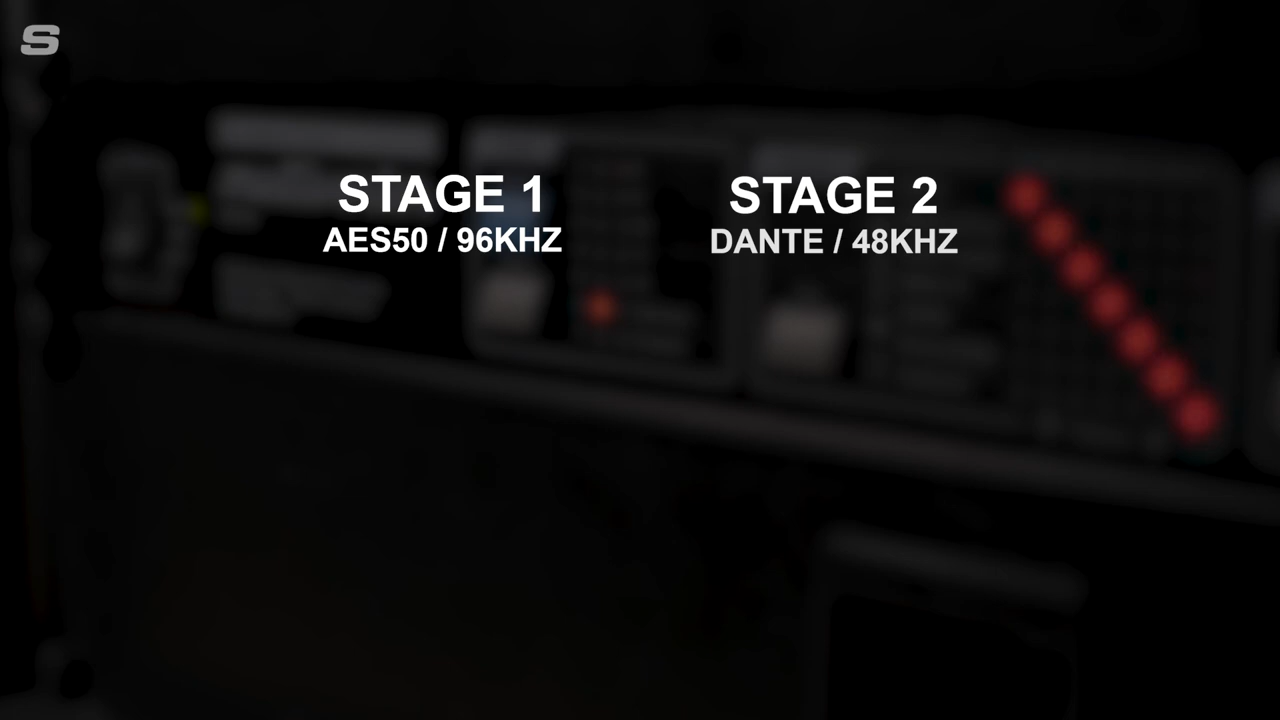 S
STAGE 1
AES50 / 96KHZ
STAGE 2
DANTE / 48KHZ